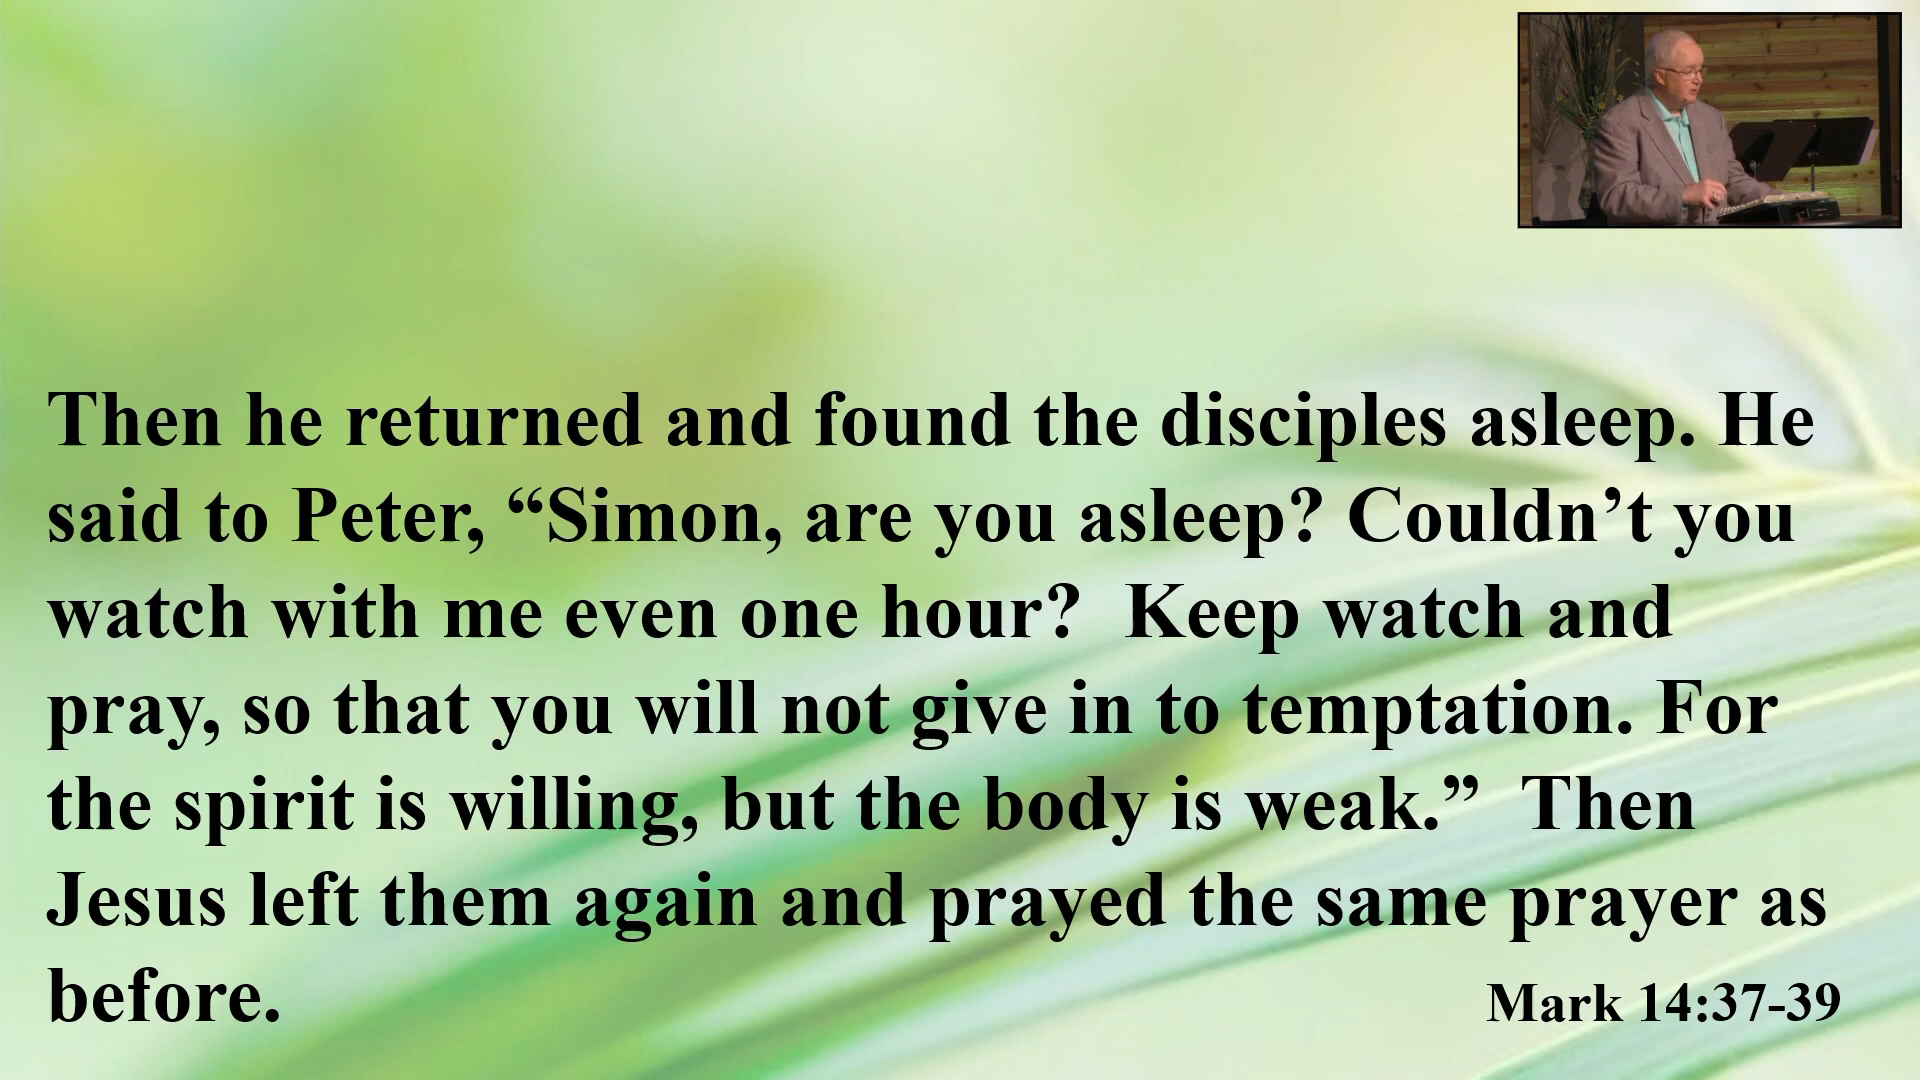 Then he returned and found the disciples asleep. He
said to Peter, “Simon, are you asleep? Couldn’t you
watch with me even one hour?  Keep watch and
pray, so that you will not give in to temptation. For
the spirit is willing, but the body is weak.”  Then
Jesus left them again and prayed the same prayer as
before.
Mark 14:37-39